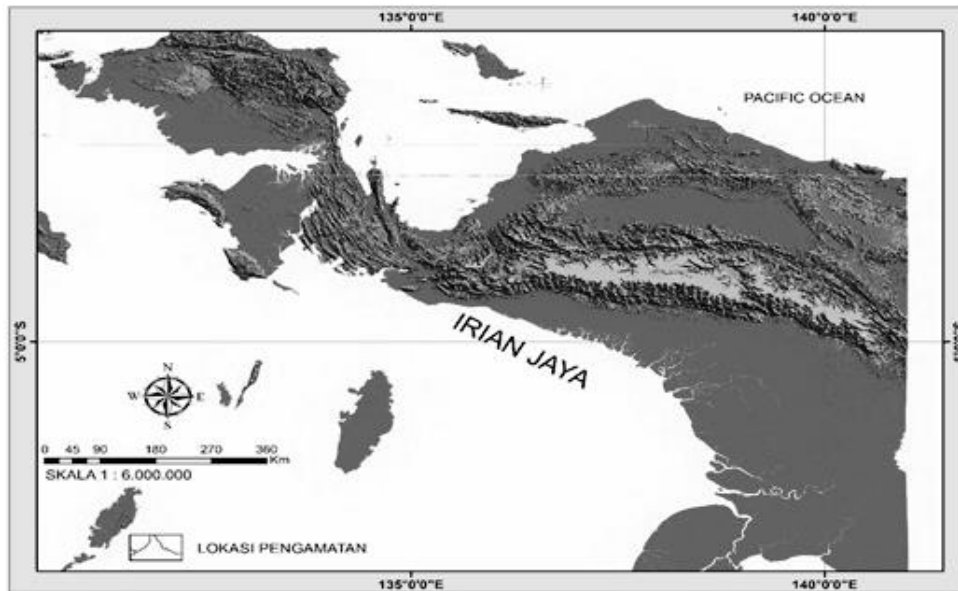 135°0'0"E 140°0'0"E
PACIFIC OCEAN
IRIAN JAYA
5°0'0"S
N
W E
S
0 45 90 180 270 360
Km
SKALA 1 : 6.000.000
LOKASI PENGAMATAN
135°0'0"E 140°0'0"E